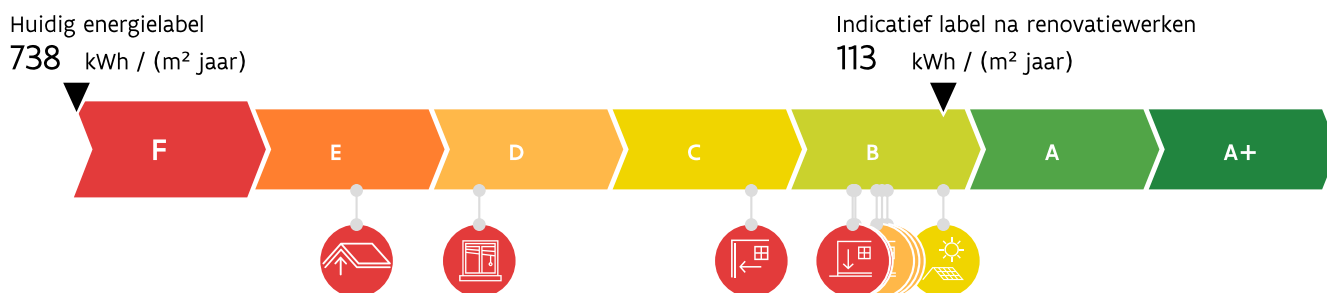 Huidig energielabel
738 kWh / (m² jaar)
Indicatief label na renovatiewerken
113 kWh / (m² jaar)
F E D C B A A+